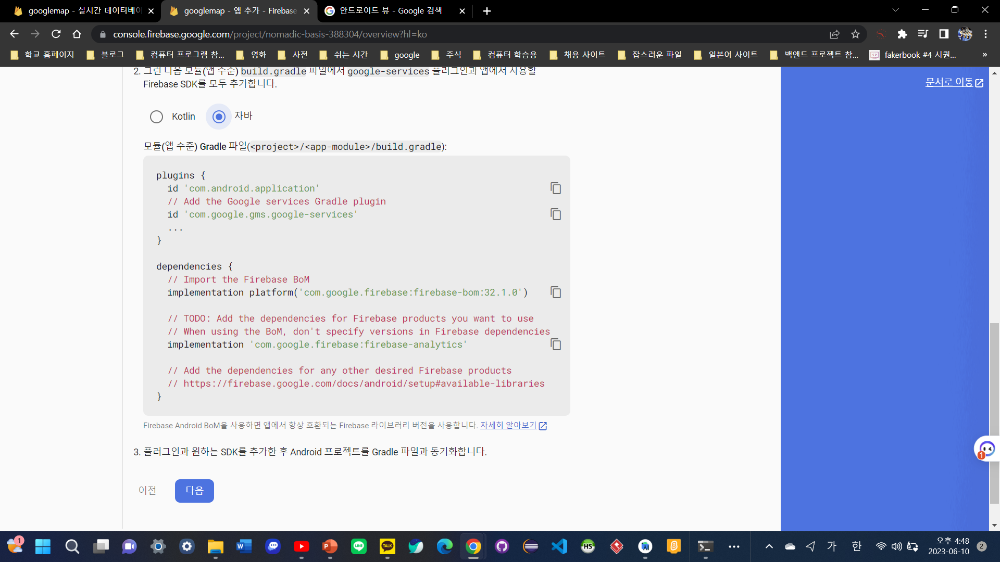 googlemap - 실시간 데이터베이
googlemap - 앱 추가 - Firebase
안드로이드 뷰 - Google 검색
console.firebase.google.com/project/nomadic-basis-388304/overview?hl=ko
학교 홈페이지
블로그
컴퓨터 프로그램 참...
영화
사전
쉬는 시간
google
주식
컴퓨터 학습용
채용 사이트
잡스러운 파일
일본어 사이트
백앤드 프로젝트 참...
fakerbook #4 시퀀...
»
2. 그런 다음 모듈(앱 수준) build.gradle 파일에서 google-services 플러그인과 앱에서 사용할
Firebase SDK를 모두 추가합니다.
문서로 이동
Kotlin
자바
모듈(앱 수준) Gradle 파일(<project>/<app-module>/build.gradle):
plugins {
id 'com.android.application'
// Add the Google services Gradle plugin
id 'com.google.gms.google-services'
...
}
dependencies {
// Import the Firebase BoM
implementation platform('com.google.firebase:firebase-bom:32.1.0')
// TODO: Add the dependencies for Firebase products you want to use
// When using the BoM, don't specify versions in Firebase dependencies
implementation 'com.google.firebase:firebase-analytics'
// Add the dependencies for any other desired Firebase products
// https://firebase.google.com/docs/android/setup#available-libraries
}
Firebase Android BoM을 사용하면 앱에서 항상 호환되는 Firebase 라이브러리 버전을 사용합니다. 자세히 알아보기
3. 플러그인과 원하는 SDK를 추가한 후 Android 프로젝트를 Gradle 파일과 동기화합니다.
1
이전
다음
1
W
P
LINE
TALK
HS
가
한
오후 4:48
2023-06-10
2